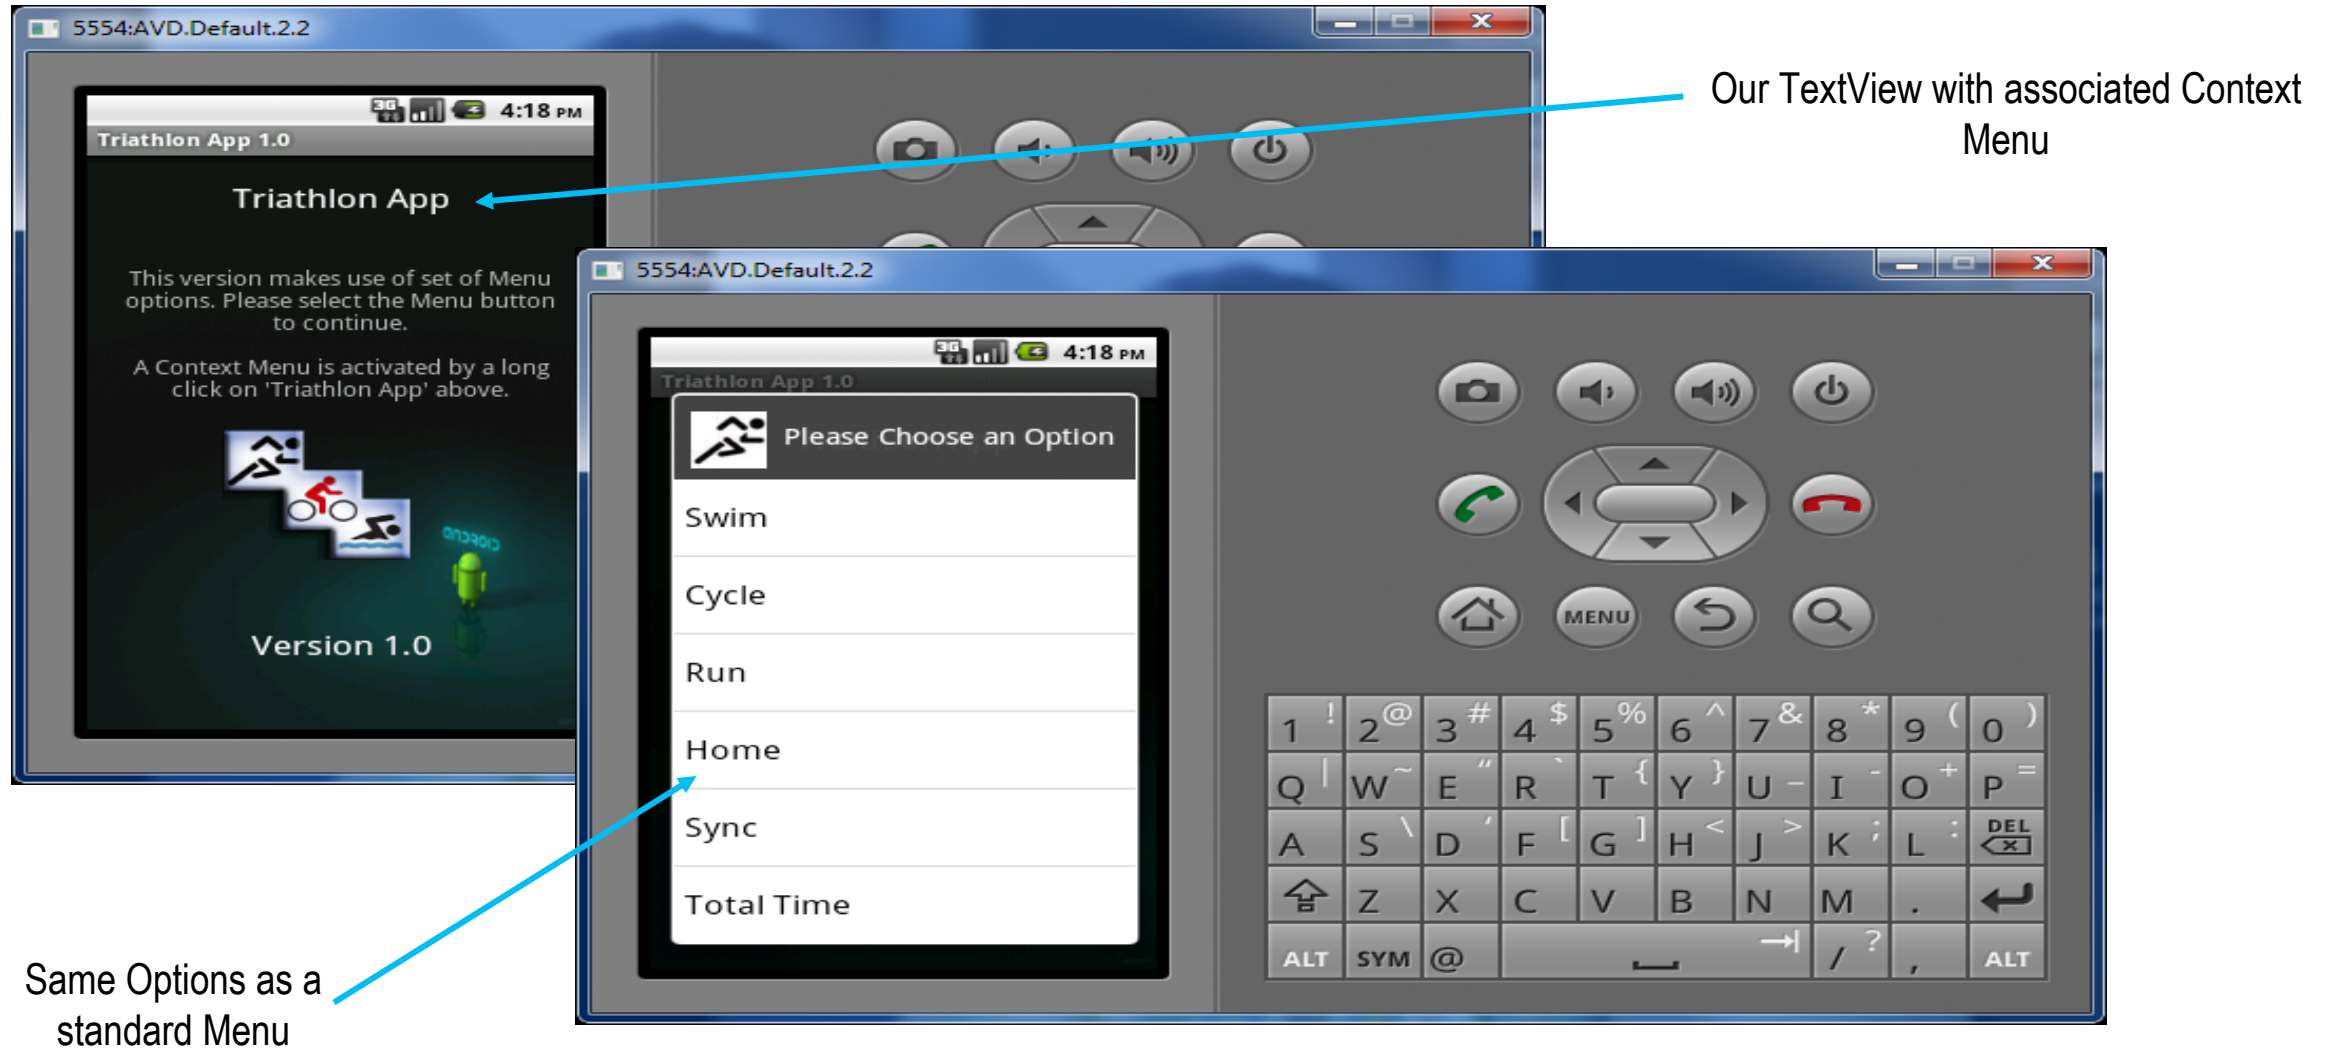 5554:AVD.Default.2.2
3G
4:18 PM
Triathlon App 1.0
Triathlon App
This version makes use of set of Menu
options. Please select the Menu button
to continue.
A Context Menu is activated by a long
click on 'Triathlon App' above.
ANDROID
Version 1.0
Our TextView with associated Context
Menu
5554:AVD.Default.2.2
3G
4:18 PM
Triathlon App 1.0
Please Choose an Option
Swim
Cycle
Run
Home
Sync
Total Time
MENU
1 ! 2 @ 3 # 4 $ 5 % 6 ^ 7 & 8 * 9 ( 0 )
Q | W ~ E " R ` T { Y } U _ I - O + P =
A S \ D ' F [ G ] H < J > K ; L : DEL
Z X C V B N M .
ALT SYM @ / ? , ALT
Same Options as a
standard Menu